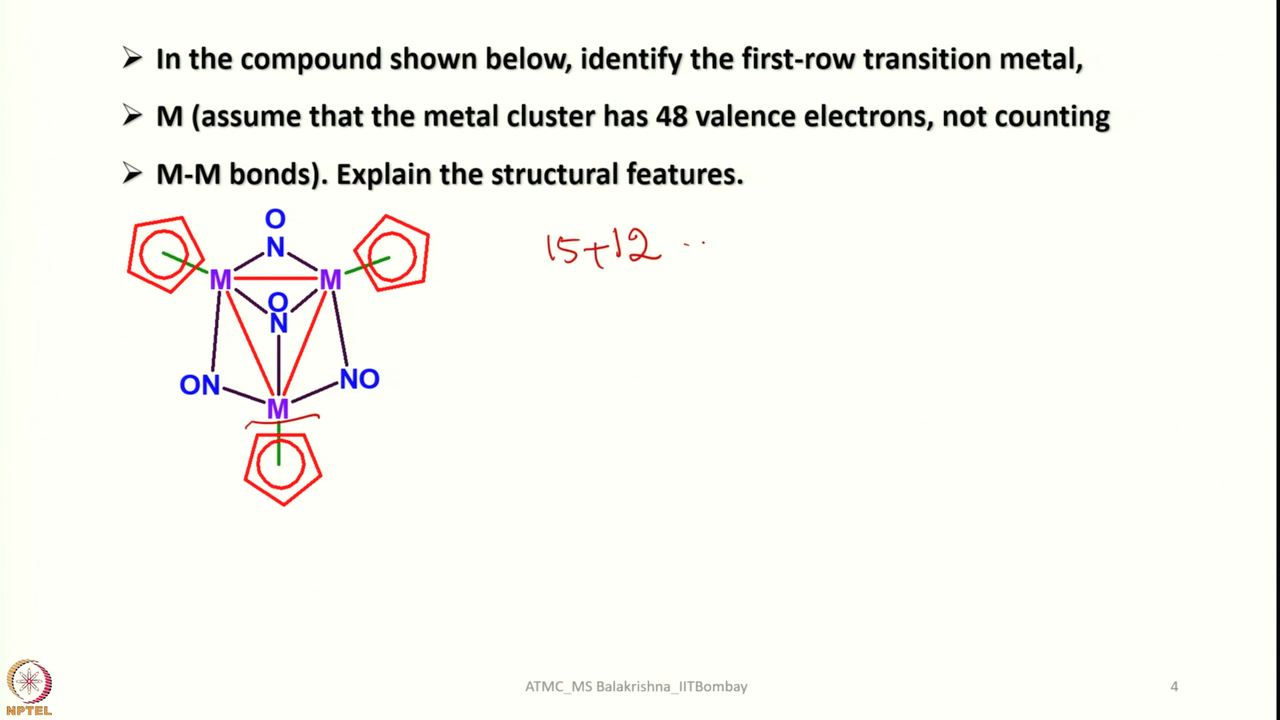 ➢ In the compound shown below, identify the first-row transition metal,
➢ M (assume that the metal cluster has 48 valence electrons, not counting
➢ M-M bonds). Explain the structural features.
15+12 ..
O
N
M M
O
N
ON NO
M
NPTEL
ATMC_MS Balakrishna_IITBombay
4